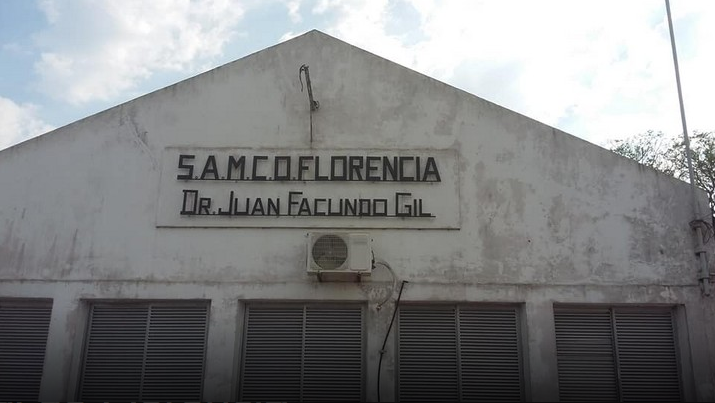 S.A.M.C.O. FLORENCIA
DR. JUAN FACUNDO GIL